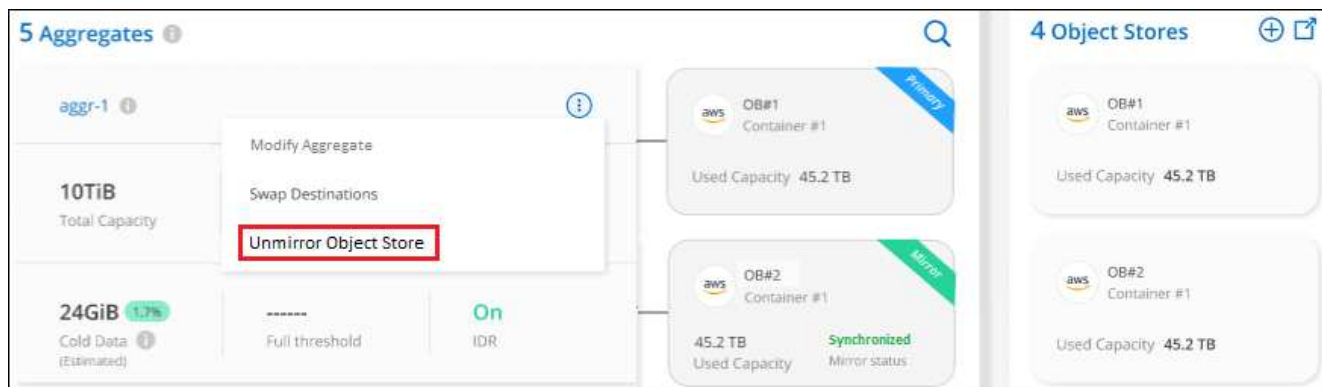 5 Aggregates
4 Object Stores
aggr-1
Modify Aggregate
Swap Destinations
Unmirror Object Store
10TiB
Total Capacity
24GiB 1.7%
Cold Data
(Estimated)
------
Full threshold
On
IDR
Primary
aws
OB#1
Container #1
Used Capacity 45.2 TB
Mirror
aws
OB#2
Container #1
45.2 TB
Used Capacity
Synchronized
Mirror status
aws
OB#1
Container #1
Used Capacity 45.2 TB
aws
OB#2
Container #1
Used Capacity 45.2 TB